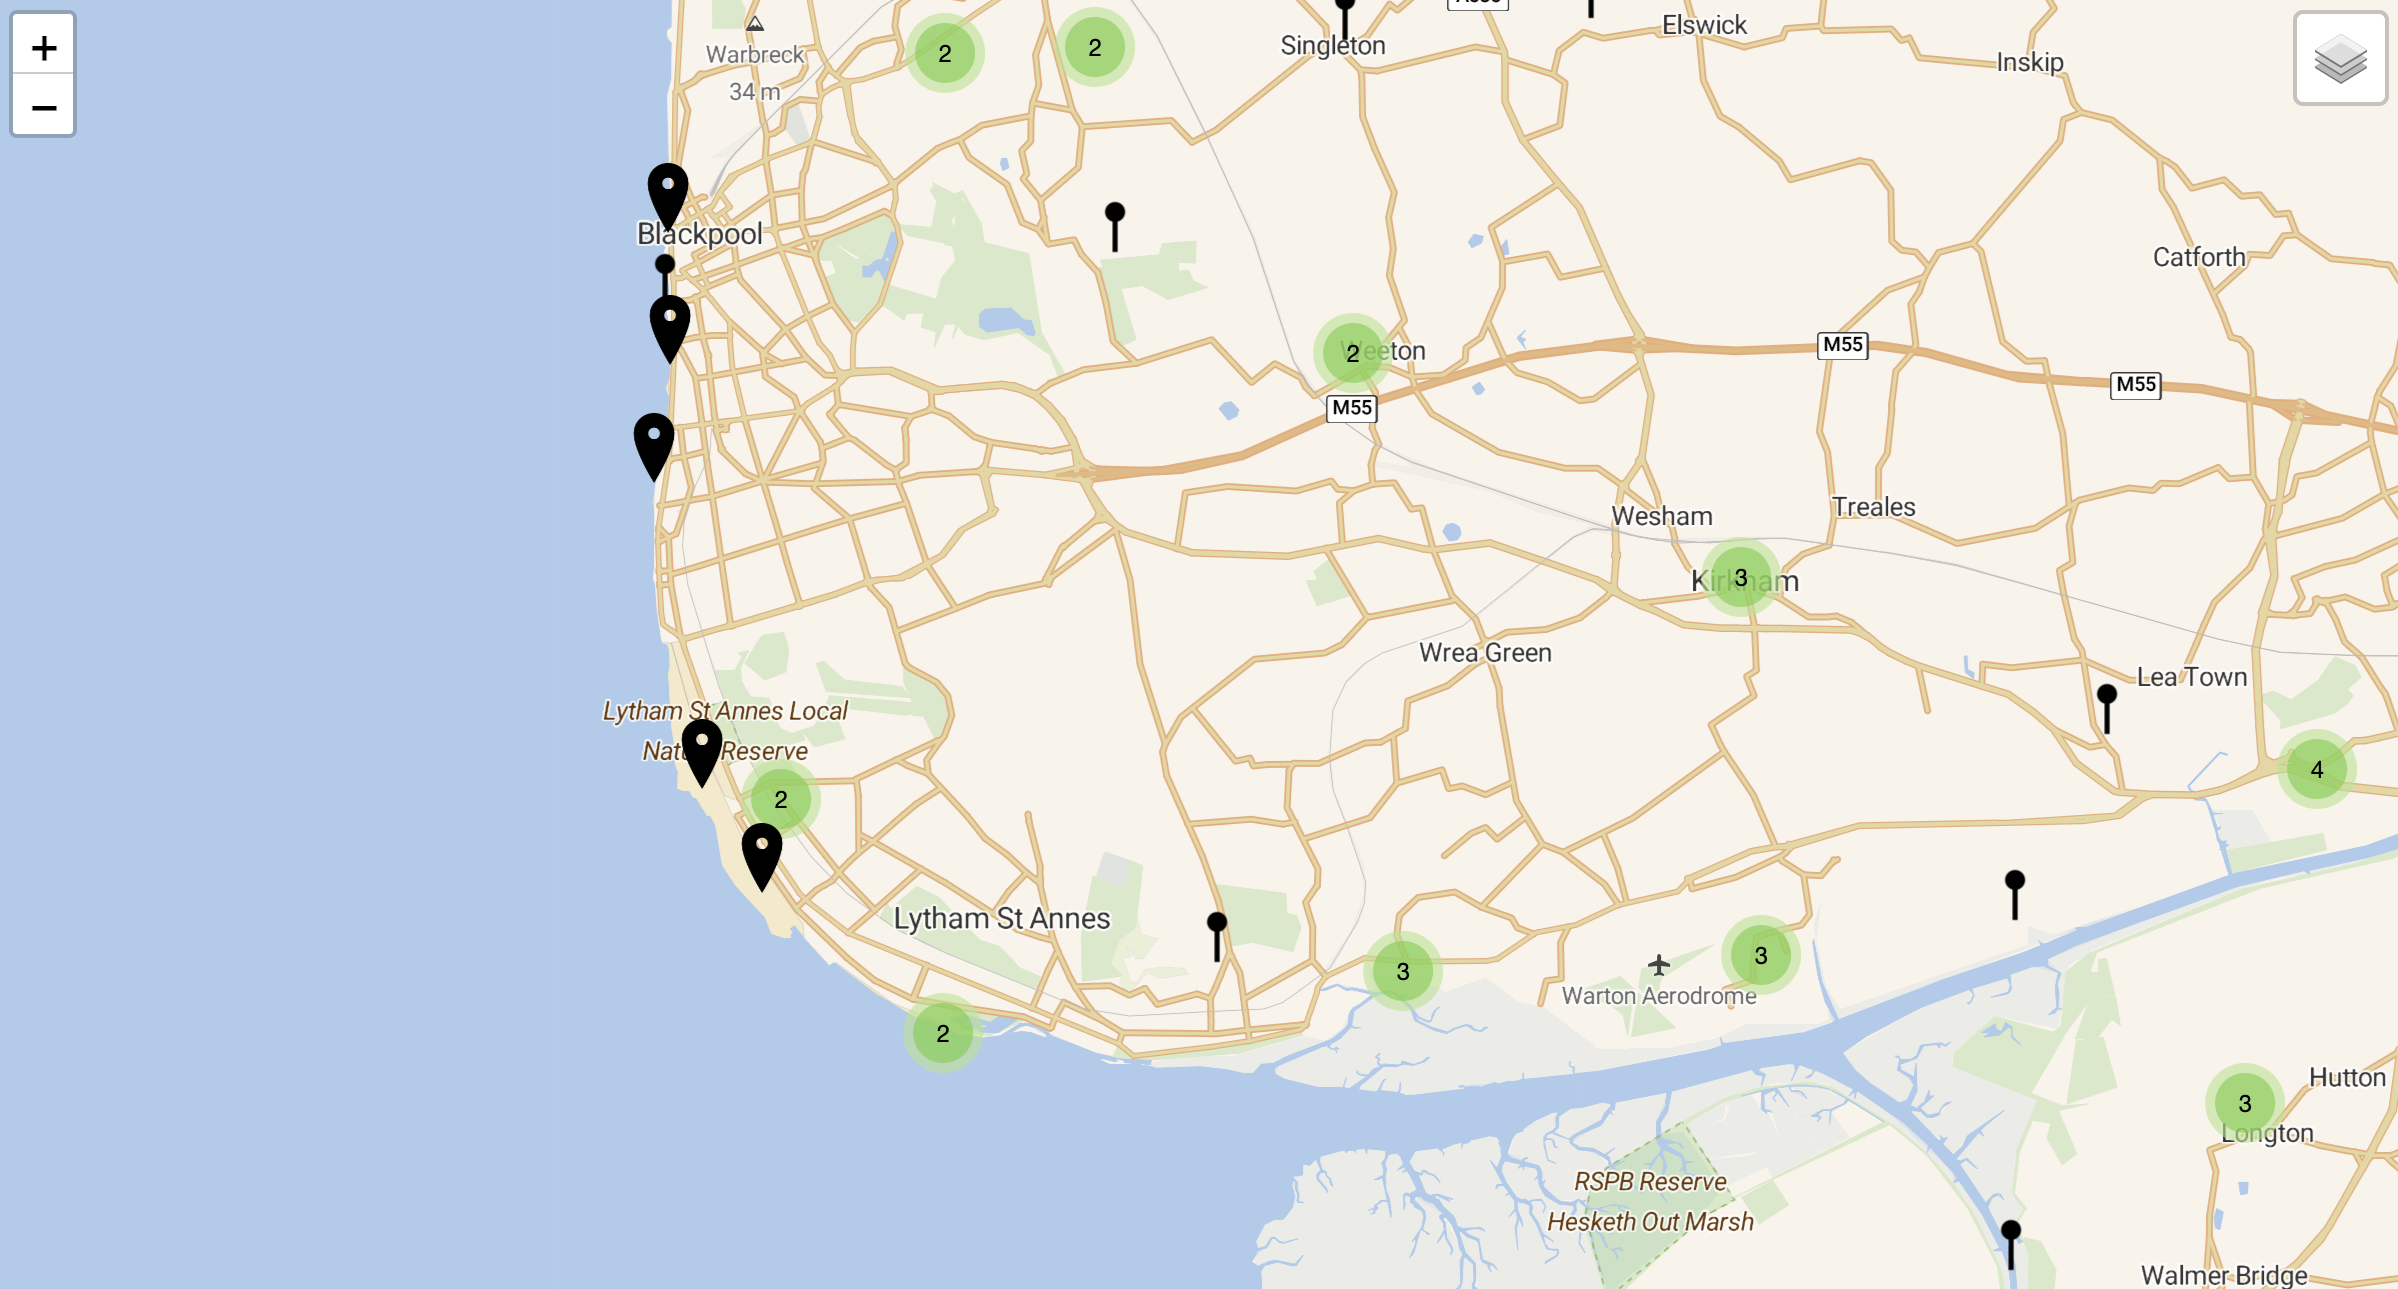 +
−
Warbreck
34 m
2
2
Singleton
Elswick
Inskip
Blackpool
Catforth
2
Weeton
M55
M55
M55
Wesham
Treales
3
Kirkham
Wrea Green
Lea Town
Lytham St Annes Local
Nature Reserve
2
4
Lytham St Annes
3
3
Warton Aerodrome
2
Hutton
3
Longton
RSPB Reserve
Hesketh Out Marsh
Walmer Bridge